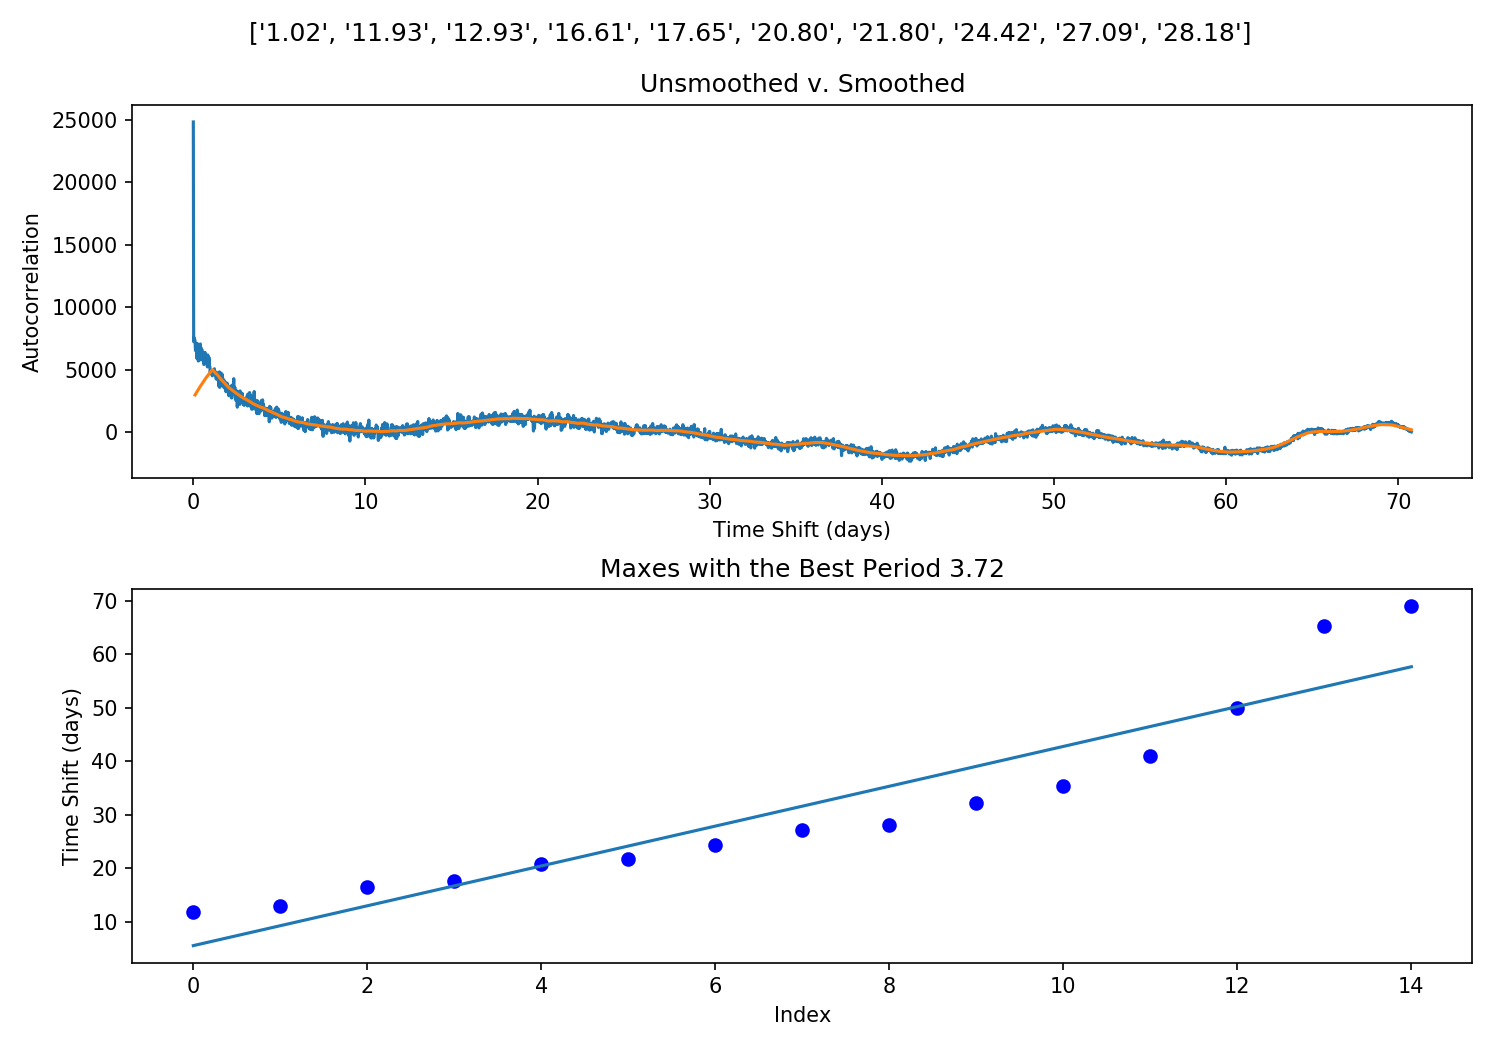 ['1.02', '11.93', '12.93', '16.61', '17.65', '20.80', '21.80', '24.42', '27.09', '28.18']
Unsmoothed v. Smoothed
Autocorrelation
25000
20000
15000
10000
5000
0
0 10 20 30 40 50 60 70
Time Shift (days)
Maxes with the Best Period 3.72
Time Shift (days)
70
60
50
40
30
20
10
0 2 4 6 8 10 12 14
Index